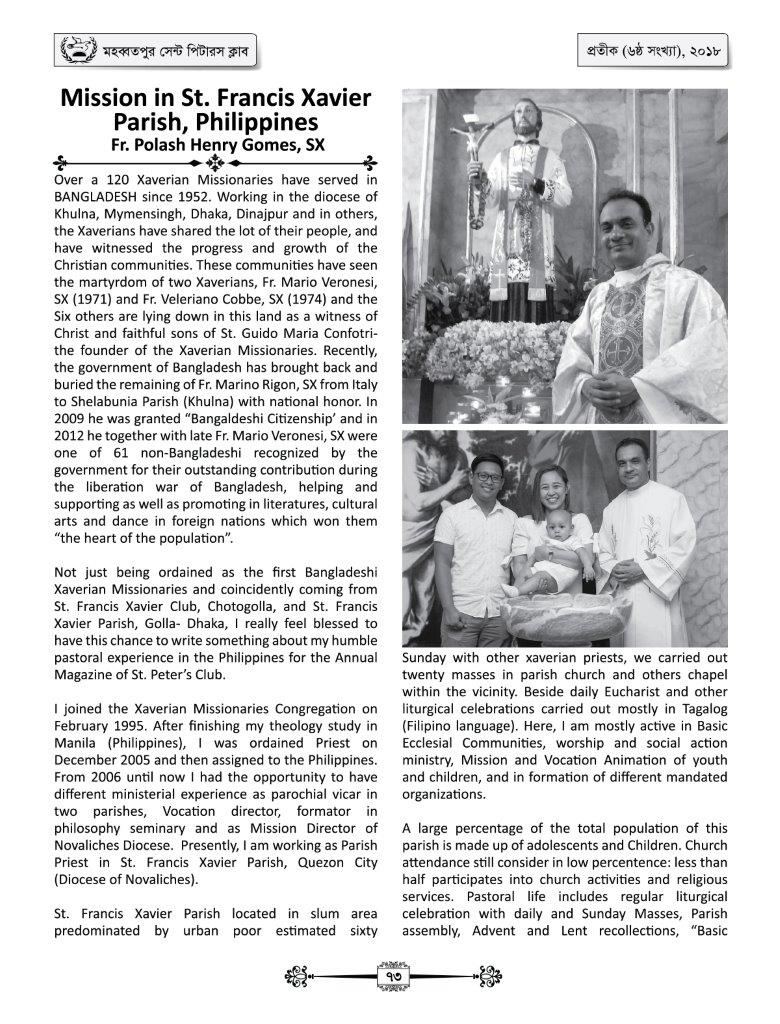 মহব্বতপুর সেন্ট পিটারস ক্লাব
প্রতীক (৬ষ্ঠ সংখ্যা), ২০১৮
Mission in St. Francis Xavier
Parish, Philippines
Fr. Polash Henry Gomes, SX
Over a 120 Xaverian Missionaries have served in
BANGLADESH since 1952. Working in the diocese of
Khulna, Mymensingh, Dhaka, Dinajpur and in others,
the Xaverians have shared the lot of their people, and
have witnessed the progress and growth of the
Christian communities. These communities have seen
the martyrdom of two Xaverians, Fr. Mario Veronesi,
SX (1971) and Fr. Veleriano Cobbe, SX (1974) and the
Six others are lying down in this land as a witness of
Christ and faithful sons of St. Guido Maria Confotri-
the founder of the Xaverian Missionaries. Recently,
the government of Bangladesh has brought back and
buried the remaining of Fr. Marino Rigon, SX from Italy
to Shelabunia Parish (Khulna) with national honor. In
2009 he was granted “Bangaldeshi Citizenship’ and in
2012 he together with late Fr. Mario Veronesi, SX were
one of 61 non-Bangladeshi recognized by the
government for their outstanding contribution during
the liberation war of Bangladesh, helping and
supporting as well as promoting in literatures, cultural
arts and dance in foreign nations which won them
“the heart of the population”.
Not just being ordained as the first Bangladeshi
Xaverian Missionaries and coincidently coming from
St. Francis Xavier Club, Chotogolla, and St. Francis
Xavier Parish, Golla- Dhaka, I really feel blessed to
have this chance to write something about my humble
pastoral experience in the Philippines for the Annual
Magazine of St. Peter’s Club.
I joined the Xaverian Missionaries Congregation on
February 1995. After finishing my theology study in
Manila (Philippines), I was ordained Priest on
December 2005 and then assigned to the Philippines.
From 2006 until now I had the opportunity to have
different ministerial experience as parochial vicar in
two parishes, Vocation director, formator in
philosophy seminary and as Mission Director of
Novaliches Diocese. Presently, I am working as Parish
Priest in St. Francis Xavier Parish, Quezon City
(Diocese of Novaliches).
St. Francis Xavier Parish located in slum area
predominated by urban poor estimated sixty
Sunday with other xaverian priests, we carried out
twenty masses in parish church and others chapel
within the vicinity. Beside daily Eucharist and other
liturgical celebrations carried out mostly in Tagalog
(Filipino language). Here, I am mostly active in Basic
Ecclesial Communities, worship and social action
ministry, Mission and Vocation Animation of youth
and children, and in formation of different mandated
organizations.
A large percentage of the total population of this
parish is made up of adolescents and Children. Church
attendance still consider in low percentence: less than
half participates into church activities and religious
services. Pastoral life includes regular liturgical
celebration with daily and Sunday Masses, Parish
assembly, Advent and Lent recollections, “Basic
৭৩